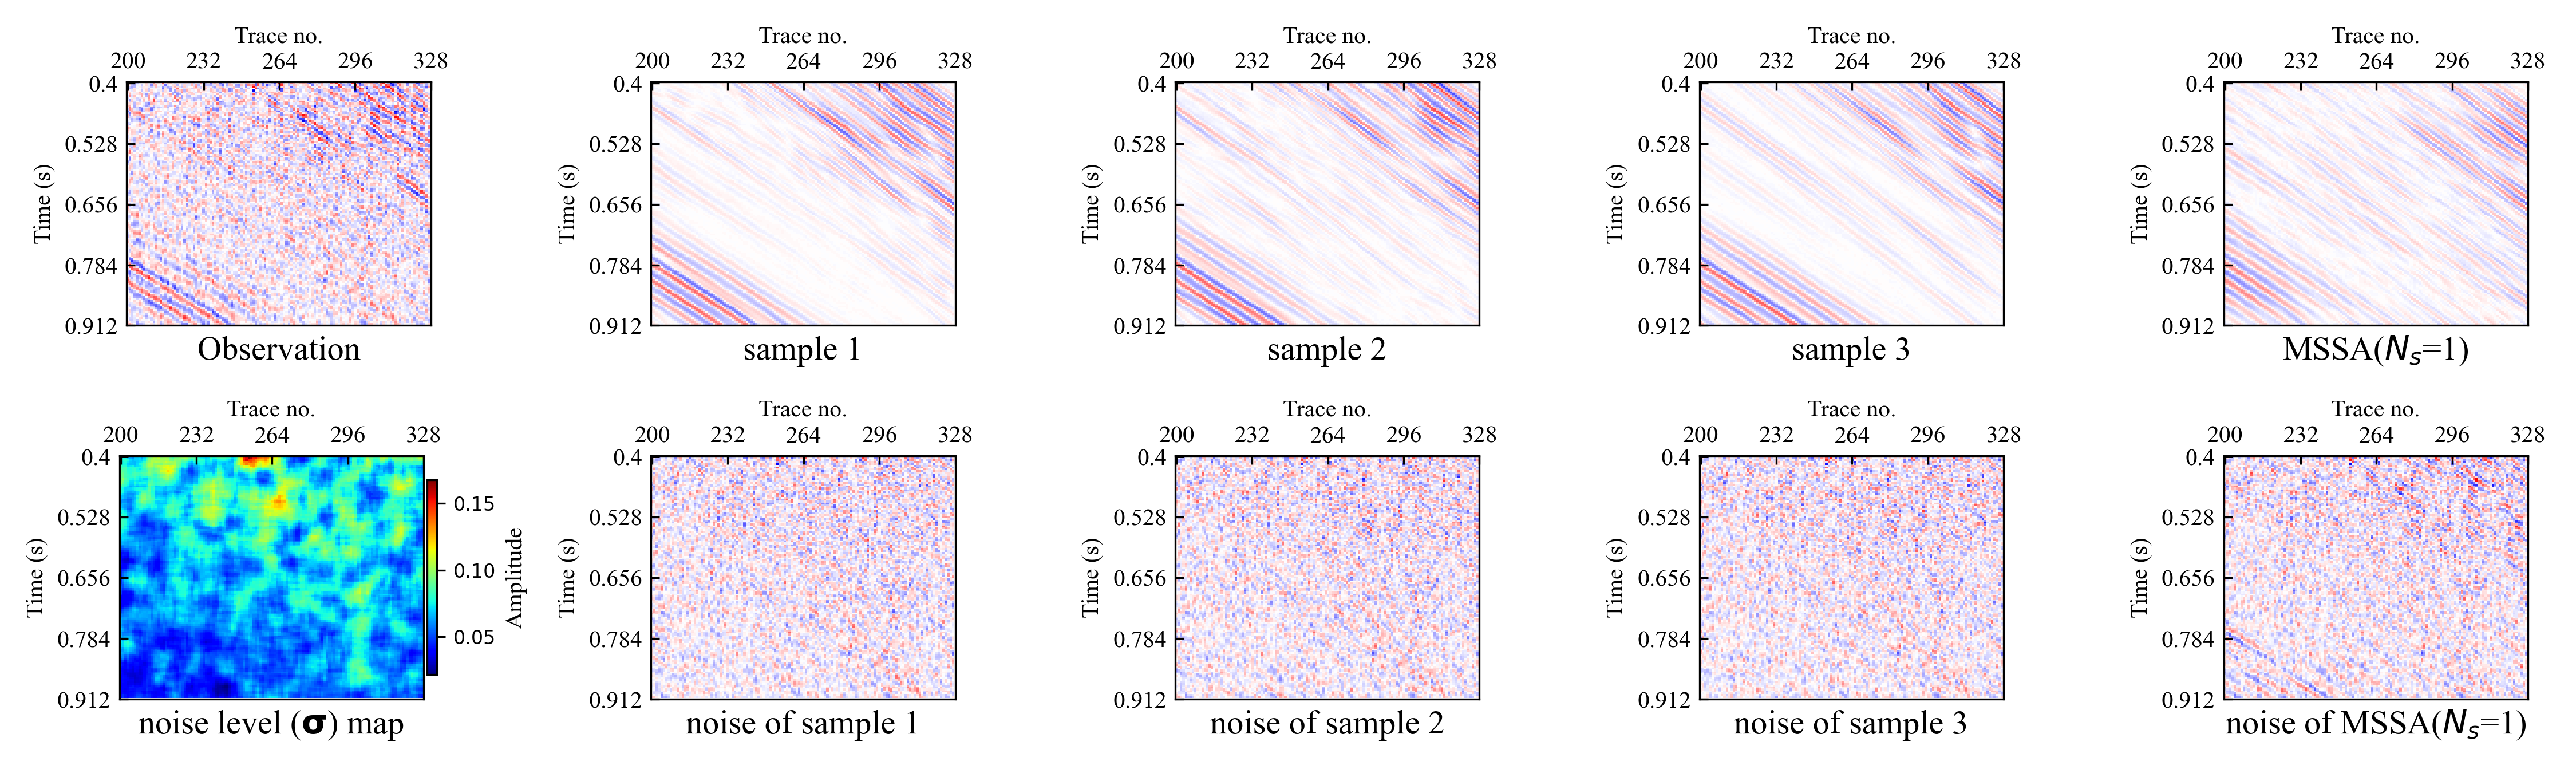 Trace no.
200 232 264 296 328
0.4
0.528
0.656
0.784
0.912
Time (s)
Observation
Trace no.
200 232 264 296 328
0.4
0.528
0.656
0.784
0.912
Time (s)
sample 1
Trace no.
200 232 264 296 328
0.4
0.528
0.656
0.784
0.912
Time (s)
sample 2
Trace no.
200 232 264 296 328
0.4
0.528
0.656
0.784
0.912
Time (s)
sample 3
Trace no.
200 232 264 296 328
0.4
0.528
0.656
0.784
0.912
Time (s)
MSSA(Nₛ=1)
Trace no.
200 232 264 296 328
0.4
0.528
0.656
0.784
0.912
Time (s)
0.15
0.10
0.05
Amplitude
noise level (σ) map
Trace no.
200 232 264 296 328
0.4
0.528
0.656
0.784
0.912
Time (s)
noise of sample 1
Trace no.
200 232 264 296 328
0.4
0.528
0.656
0.784
0.912
Time (s)
noise of sample 2
Trace no.
200 232 264 296 328
0.4
0.528
0.656
0.784
0.912
Time (s)
noise of sample 3
Trace no.
200 232 264 296 328
0.4
0.528
0.656
0.784
0.912
Time (s)
noise of MSSA(Nₛ=1)